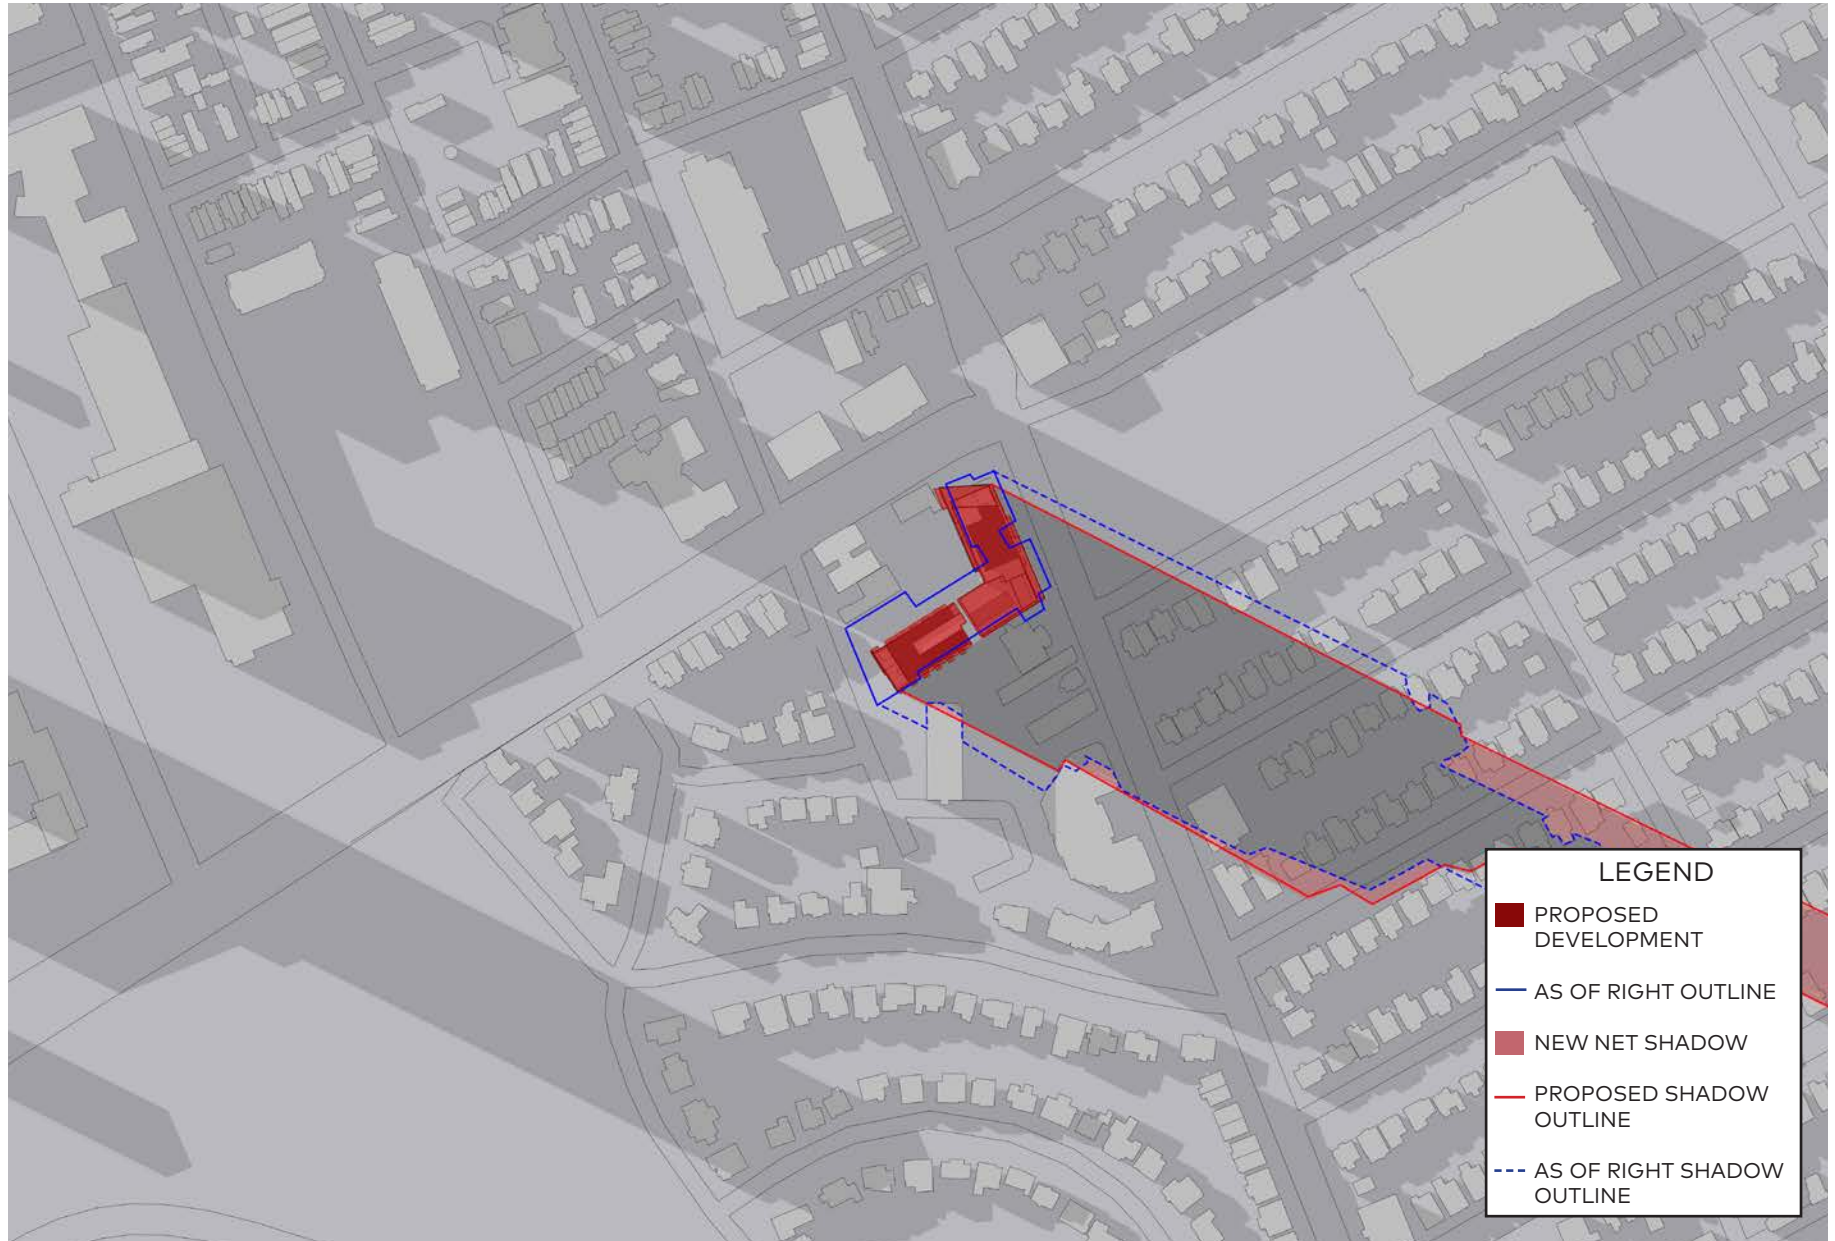 LEGEND
PROPOSED
DEVELOPMENT
AS OF RIGHT OUTLINE
NEW NET SHADOW
PROPOSED SHADOW
OUTLINE
AS OF RIGHT SHADOW
OUTLINE